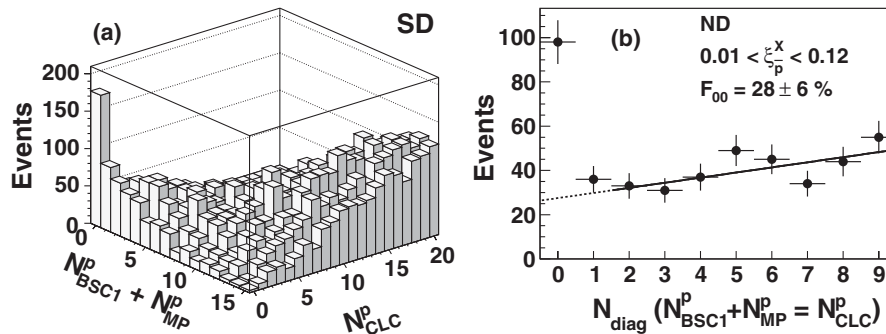 (a)
SD
Events
200
150
100
50
0
0
5
10
15
N^p_BSC1 + N^p_MP
0
5
10
15
20
N^p_CLC
(b)
ND
0.01 < ξ^X_p̅ < 0.12
F_00 = 28 ± 6 %
Events
100
80
60
40
20
0
0 1 2 3 4 5 6 7 8 9
N_diag (N^p_BSC1+N^p_MP = N^p_CLC)